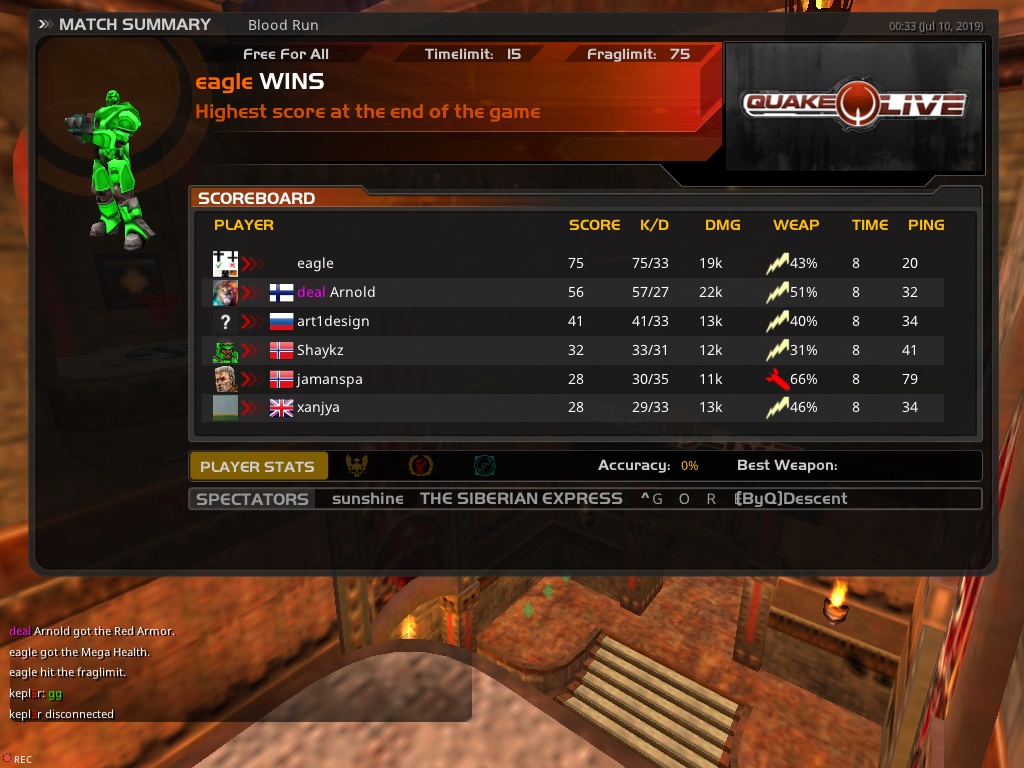 MATCH SUMMARY Blood Run 00:33 (Jul 10, 2019)
Free For All Timelimit: 15 Fraglimit: 75
eagle WINS
Highest score at the end of the game
QUAKE LIVE
SCOREBOARD
PLAYER SCORE K/D DMG WEAP TIME PING
eagle 75 75/33 19k 43% 8 20
deal Arnold 56 57/27 22k 51% 8 32
? art1design 41 41/33 13k 40% 8 34
Shaykz 32 33/31 12k 31% 8 41
jamanspa 28 30/35 11k 66% 8 79
xanjya 28 29/33 13k 46% 8 34
PLAYER STATS Accuracy: 0% Best Weapon:
SPECTATORS sunshine THE SIBERIAN EXPRESS ^G O R [ByQ]Descent
deal Arnold got the Red Armor.
eagle got the Mega Health.
eagle hit the fraglimit.
kepl3r: gg
kepl3r disconnected
REC